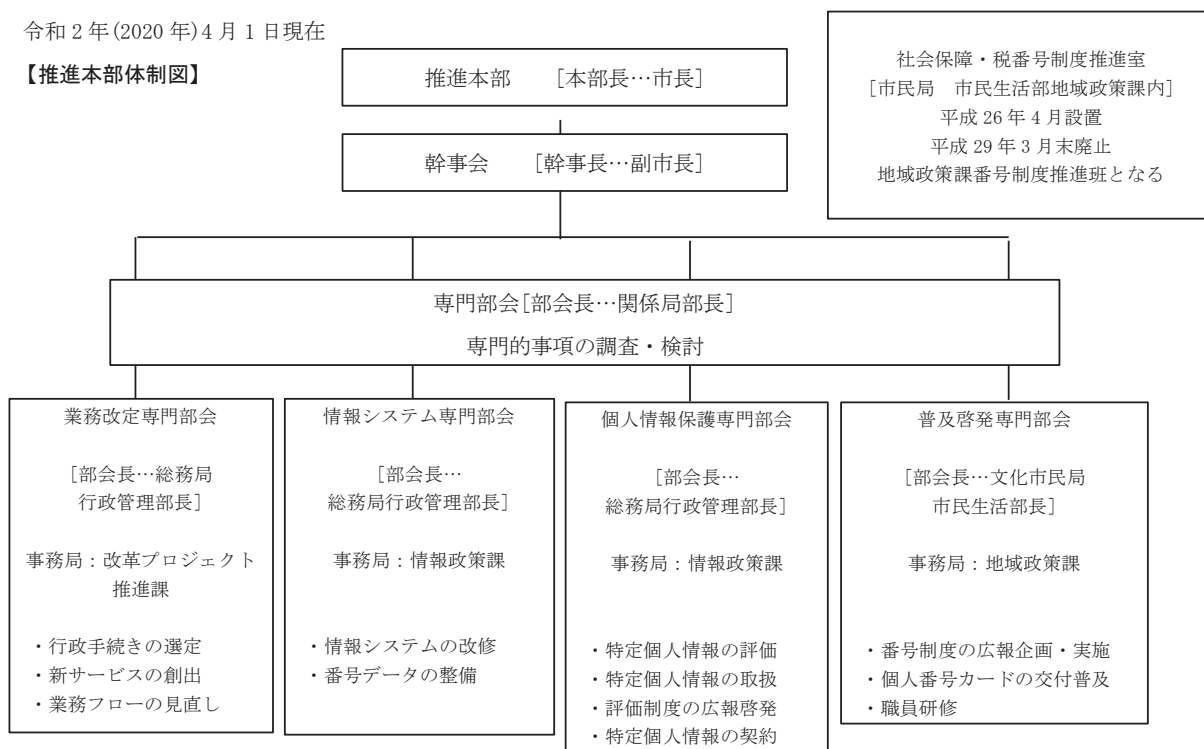 令和 2 年(2020 年)4 月 1 日現在
【推進本部体制図】
推進本部　[本部長…市長]
幹事会　[幹事長…副市長]
社会保障・税番号制度推進室
[市民局　市民生活部地域政策課内]
平成 26 年 4 月設置
平成 29 年 3 月末廃止
地域政策課番号制度推進班となる
専門部会[部会長…関係局部長]
専門的事項の調査・検討
業務改定専門部会
[部会長…総務局
行政管理部長]
事務局：改革プロジェクト
推進課
・行政手続きの選定
・新サービスの創出
・業務フローの見直し
情報システム専門部会
[部会長…
総務局行政管理部長]
事務局：情報政策課
・情報システムの改修
・番号データの整備
個人情報保護専門部会
[部会長…
総務局行政管理部長]
事務局：情報政策課
・特定個人情報の評価
・特定個人情報の取扱
・評価制度の広報啓発
・特定個人情報の契約
普及啓発専門部会
[部会長…文化市民局
市民生活部長]
事務局：地域政策課
・番号制度の広報企画・実施
・個人番号カードの交付普及
・職員研修